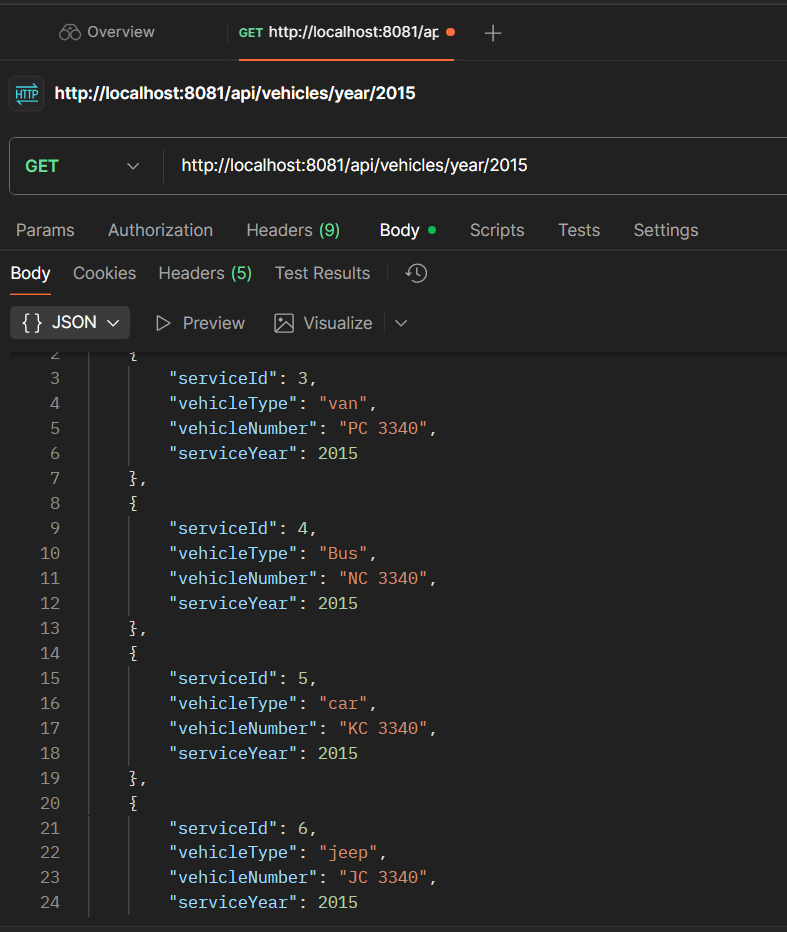 Overview GET http://localhost:8081/ap
HTTP http://localhost:8081/api/vehicles/year/2015
GET http://localhost:8081/api/vehicles/year/2015
Params Authorization Headers (9) Body Scripts Tests Settings
Body Cookies Headers (5) Test Results
{} JSON Preview Visualize
2 {
3 "serviceId": 3,
4 "vehicleType": "van",
5 "vehicleNumber": "PC 3340",
6 "serviceYear": 2015
7 },
8 {
9 "serviceId": 4,
10 "vehicleType": "Bus",
11 "vehicleNumber": "NC 3340",
12 "serviceYear": 2015
13 },
14 {
15 "serviceId": 5,
16 "vehicleType": "car",
17 "vehicleNumber": "KC 3340",
18 "serviceYear": 2015
19 },
20 {
21 "serviceId": 6,
22 "vehicleType": "jeep",
23 "vehicleNumber": "JC 3340",
24 "serviceYear": 2015